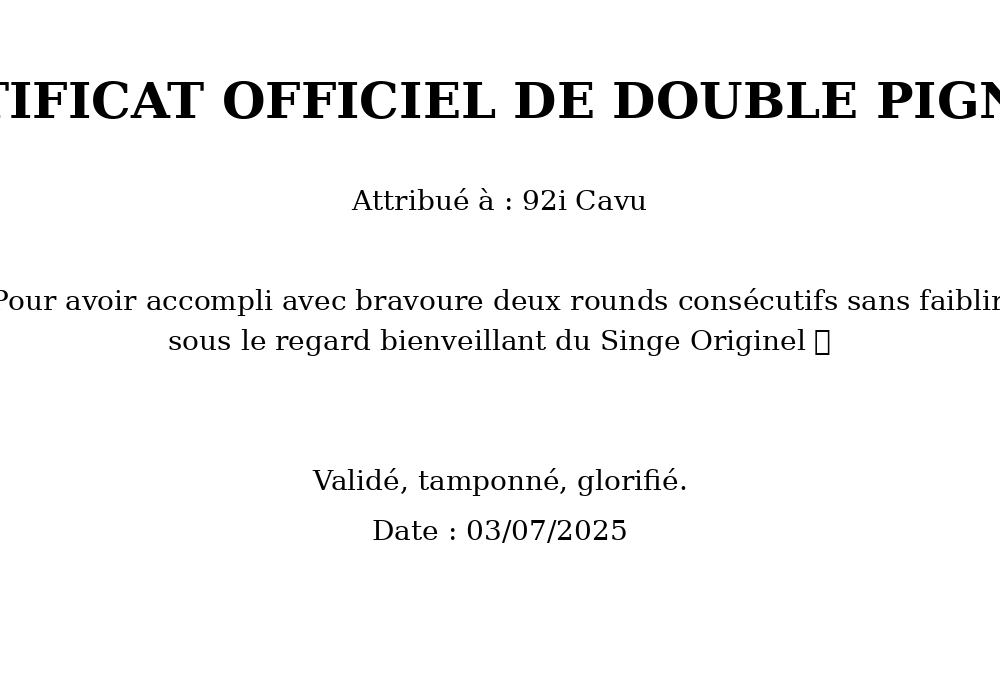 TIFICAT OFFICIEL DE DOUBLE PIGN
Attribué à : 92i Cavu
Pour avoir accompli avec bravoure deux rounds consécutifs sans faiblir
sous le regard bienveillant du Singe Originel
Validé, tamponné, glorifié.
Date : 03/07/2025